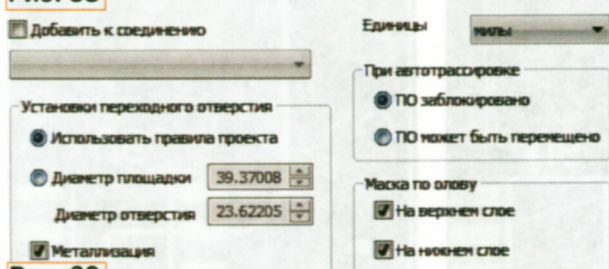 Добавить к соединению
Единицы
милы
При автотрассировке
ПО заблокировано
ПО может быть перемещено
Установки переходного отверстия
Использовать правила проекта
Диаметр площадки
39.37008
Диаметр отверстия
23.62205
Металлизация
Маска по олову
На верхнем слое
На нижнем слое